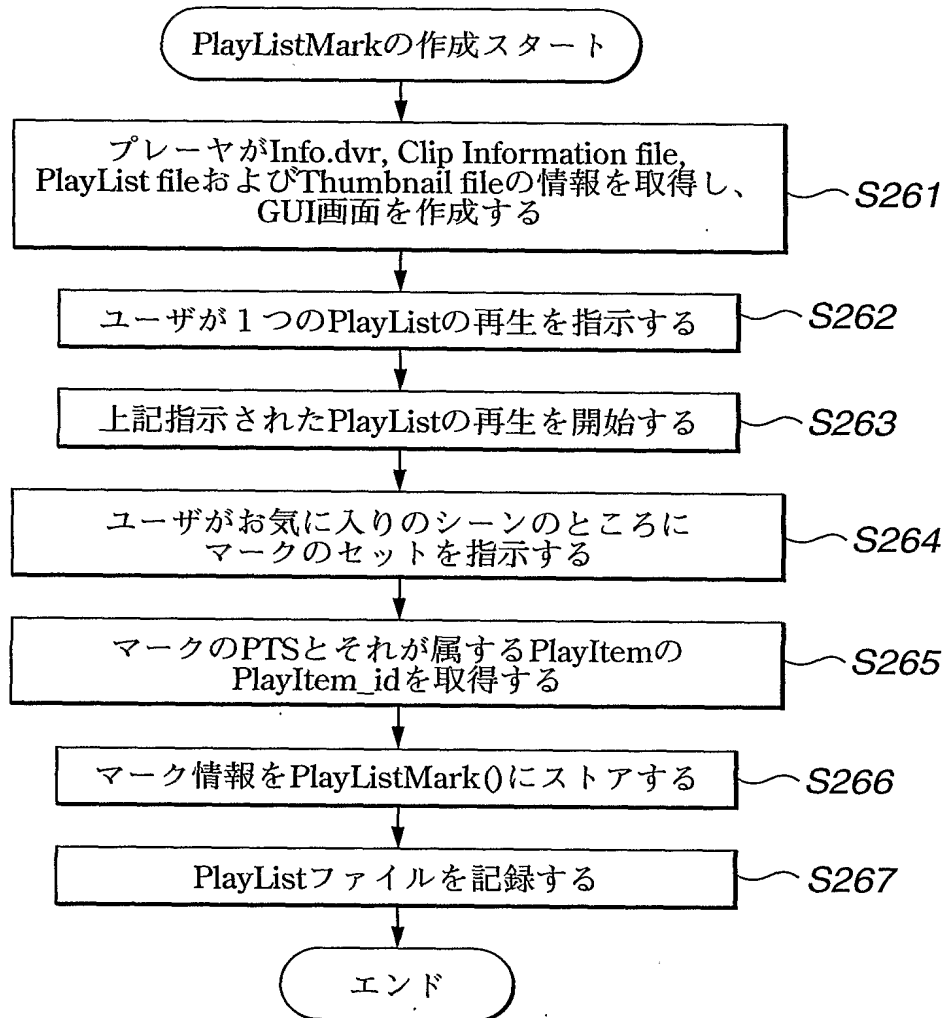 PlayListMarkの作成スタート
プレーヤがInfo.dvr, Clip Information file,
PlayList fileおよびThumbnail fileの情報を取得し、
GUI画面を作成する
S261
ユーザが1つのPlayListの再生を指示する
S262
上記指示されたPlayListの再生を開始する
S263
ユーザがお気に入りのシーンのところに
マークのセットを指示する
S264
マークのPTSとそれが属するPlayItemの
PlayItem_idを取得する
S265
マーク情報をPlayListMark()にストアする
S266
PlayListファイルを記録する
S267
エンド